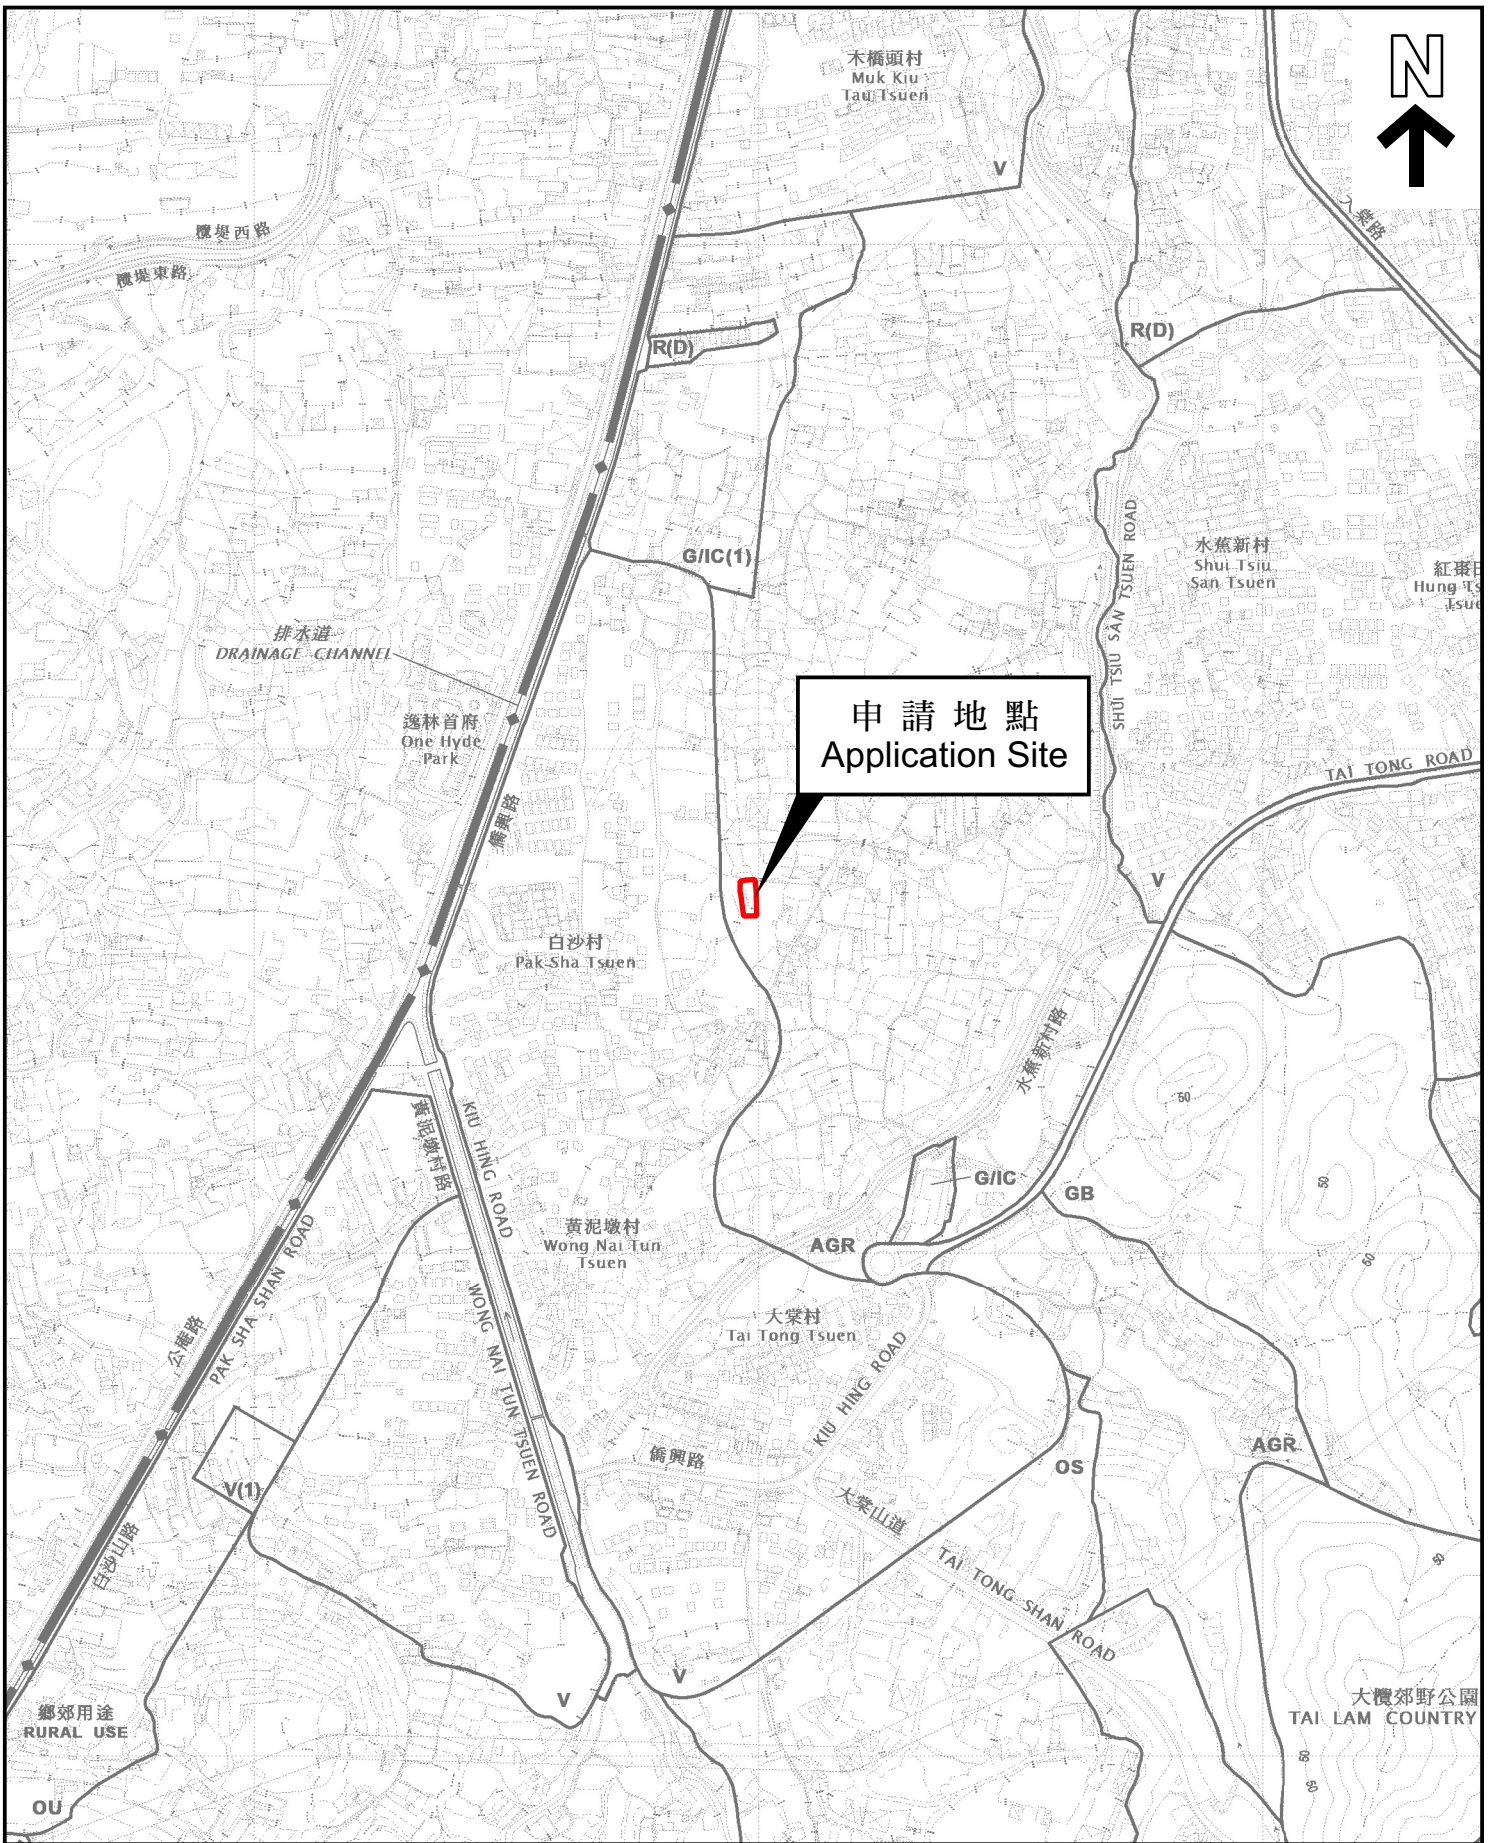 木橋頭村
Muk Kiu
Tau Tsuen
N
V
欖堤西路
欖堤東路
入棠路
R(D)
R(D)
G/IC(1)
水蕉新村
Shui Tsiu
San Tsuen
SHUI TSIU SAN TSUEN ROAD
排水道
DRAINAGE CHANNEL
逸林首府
One Hyde
Park
申請地點
Application Site
TAI TONG ROAD
僑興路
V
白沙村
Pak Sha Tsuen
水蕉新村路
50
黃泥墩村路
KIU HING ROAD
G/IC
GB
50
黃泥墩村
Wong Nai Tun
Tsuen
AGR
PAK SHA SHAN ROAD
公庵路
WONG NAI TUN TSUEN ROAD
大棠村
Tai Tong Tsuen
KIU HING ROAD
僑興路
AGR
OS
V(1)
大棠山道
白沙山路
TAI TONG SHAN ROAD
50
V
V
鄉郊用途
RURAL USE
大欖郊野公園
TAI LAM COUNTRY
50
OU